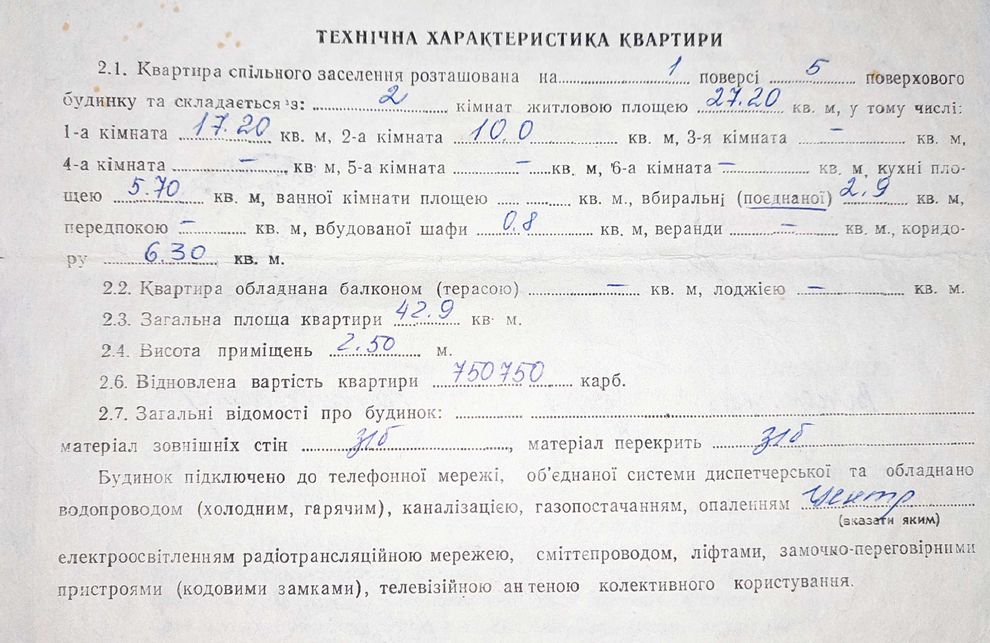 ТЕХНІЧНА ХАРАКТЕРИСТИКА КВАРТИРИ
2.1. Квартира спільного заселення розташована на 1 поверсі 5 поверхового
будинку та складається з: 2 кімнат житловою площею 27.20 кв. м, у тому числі:
1-а кімната 17.20 кв. м, 2-а кімната 10,0 кв. м, 3-я кімната – кв. м,
4-а кімната – кв. м, 5-а кімната – кв. м, 6-а кімната – кв. м, кухні пло-
щею 5.70 кв. м, ванної кімнати площею кв. м., вбиральні (поєднаної) 2.9 кв. м,
передпокою – кв. м, вбудованої шафи 0,8 кв. м, веранди – кв. м., коридо-
ру 6.30 кв. м.
2.2. Квартира обладнана балконом (терасою) – кв. м, лоджією – кв. м.
2.3. Загальна площа квартири 42.9 кв. м.
2.4. Висота приміщень 2.50 м.
2.6. Відновлена вартість квартири 750750 карб.
2.7. Загальні відомості про будинок:
матеріал зовнішніх стін з/б, матеріал перекрить з/б
Будинок підключено до телефонної мережі, об'єднаної системи диспетчерської та обладнано
водопроводом (холодним, гарячим), каналізацією, газопостачанням, опаленням центр
(вказати яким)
електроосвітленням радіотрансляційною мережею, сміттєпроводом, ліфтами, замочно-переговірними
пристроями (кодовими замками), телевізійною антеною колективного користування.